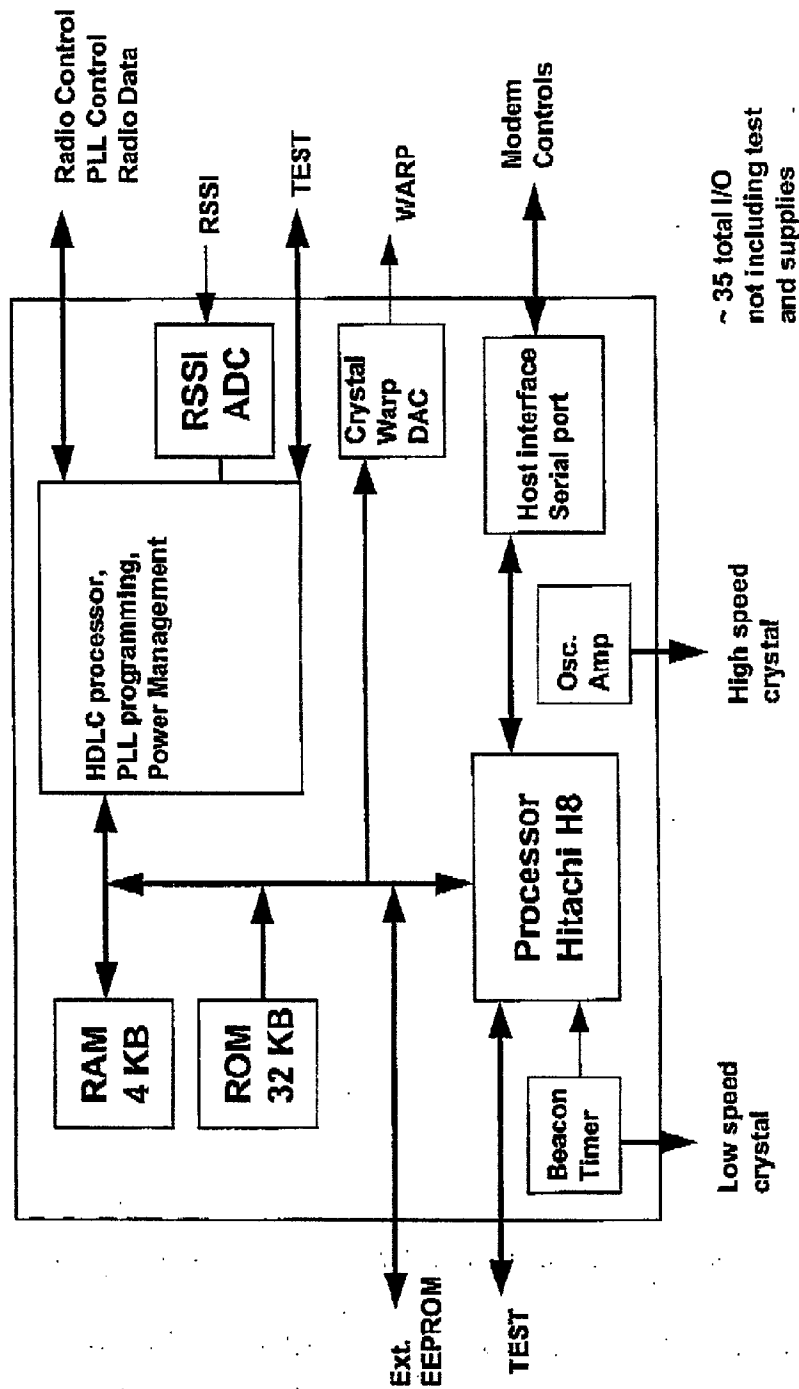 Radio Control
PLL Control
Radio Data
RSSI
TEST
WARP
Modem
Controls
~ 35 total I/O
not including test
and supplies
HDLC processor,
PLL programming,
Power Management
RSSI
ADC
Crystal
Warp
DAC
Host interface
Serial port
Osc.
Amp
High speed
crystal
RAM
4 KB
ROM
32 KB
Processor
Hitachi H8
Beacon
Timer
Low speed
crystal
Ext.
EEPROM
TEST